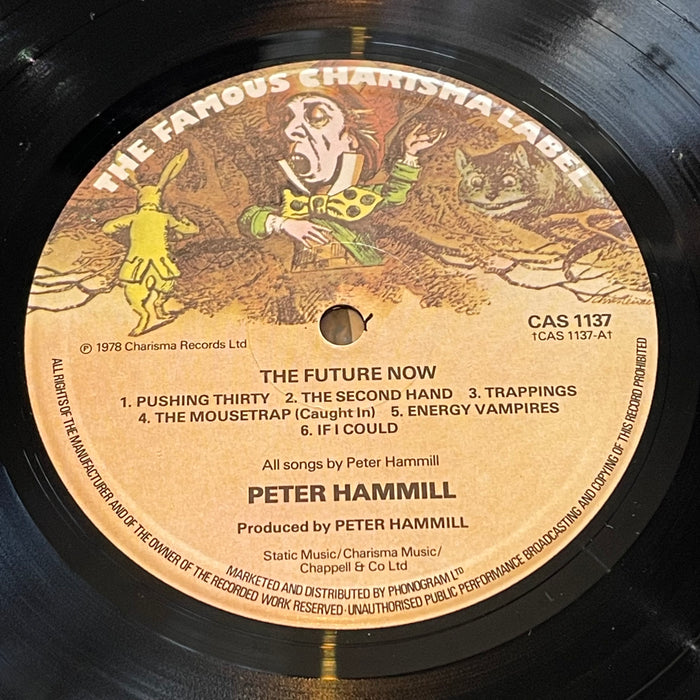 THE FAMOUS CHARISMA LABEL
CAS 1137
†CAS 1137-A†
℗ 1978 Charisma Records Ltd
THE FUTURE NOW
1. PUSHING THIRTY 2. THE SECOND HAND 3. TRAPPINGS
4. THE MOUSETRAP (Caught In) 5. ENERGY VAMPIRES
6. IF I COULD
All songs by Peter Hammill
PETER HAMMILL
Produced by PETER HAMMILL
Static Music/Charisma Music/
Chappell & Co Ltd
MARKETED AND DISTRIBUTED BY PHONOGRAM LTD
ALL RIGHTS OF THE MANUFACTURER AND OF THE OWNER OF THE RECORDED WORK RESERVED·UNAUTHORISED PUBLIC PERFORMANCE BROADCASTING AND COPYING OF THIS RECORD PROHIBITED